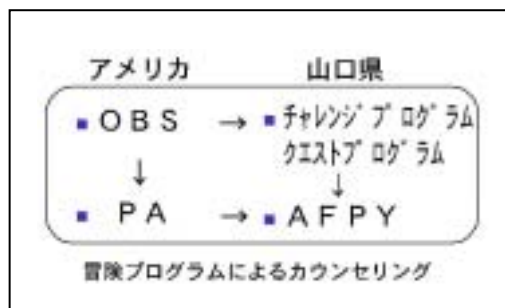 アメリカ 山口県
▪ OBS → ▪ チャレンジプログラム
クエストプログラム
↓ ↓
▪ PA → ▪ AFPY
冒険プログラムによるカウンセリング